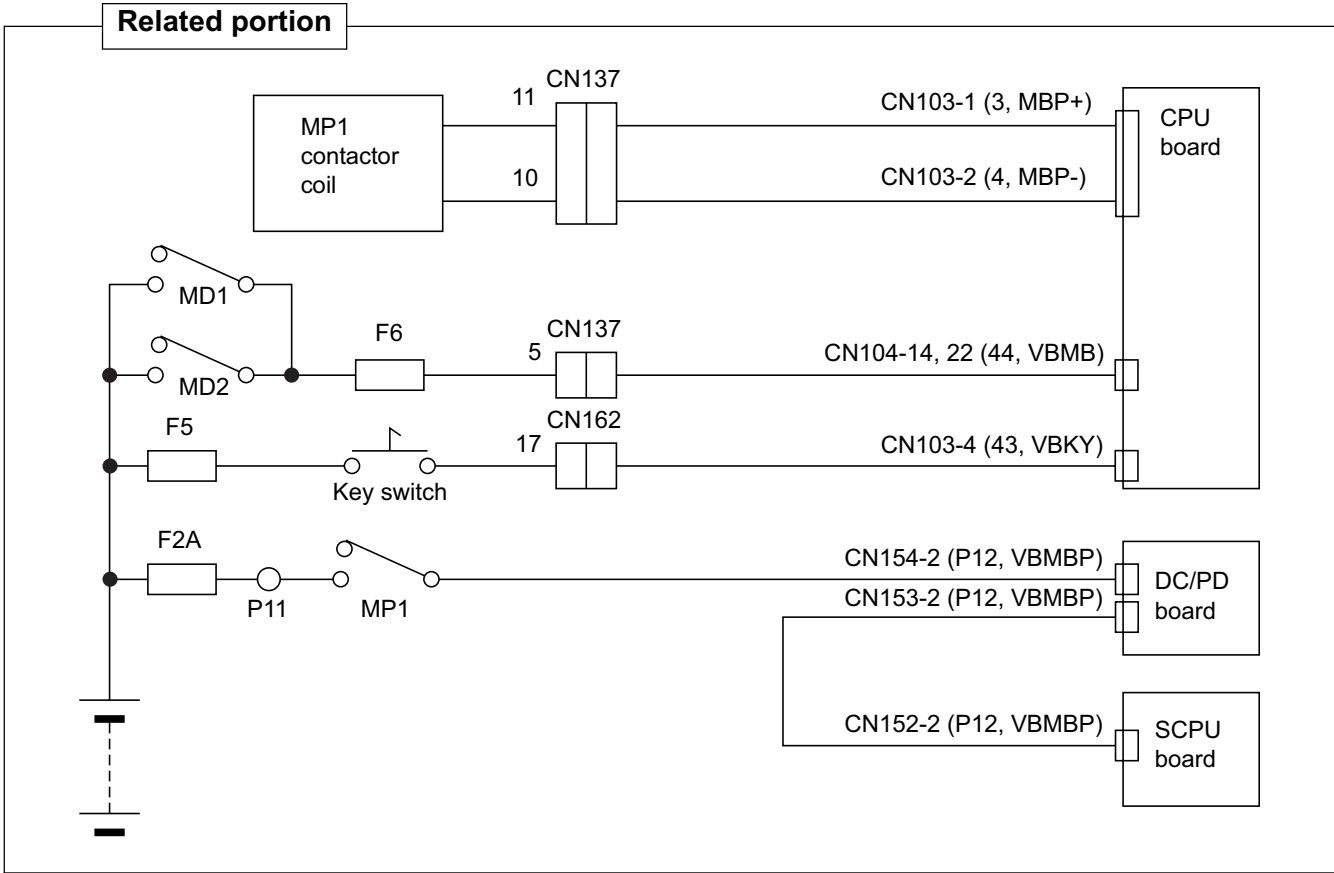 Related portion
MP1
contactor
coil
11
CN137
10
CN103-1 (3, MBP+)
CN103-2 (4, MBP-)
CPU
board
MD1
MD2
F6
CN137
5
CN104-14, 22 (44, VBMB)
F5
Key switch
CN162
17
CN103-4 (43, VBKY)
F2A
P11
MP1
CN154-2 (P12, VBMBP)
CN153-2 (P12, VBMBP)
DC/PD
board
CN152-2 (P12, VBMBP)
SCPU
board